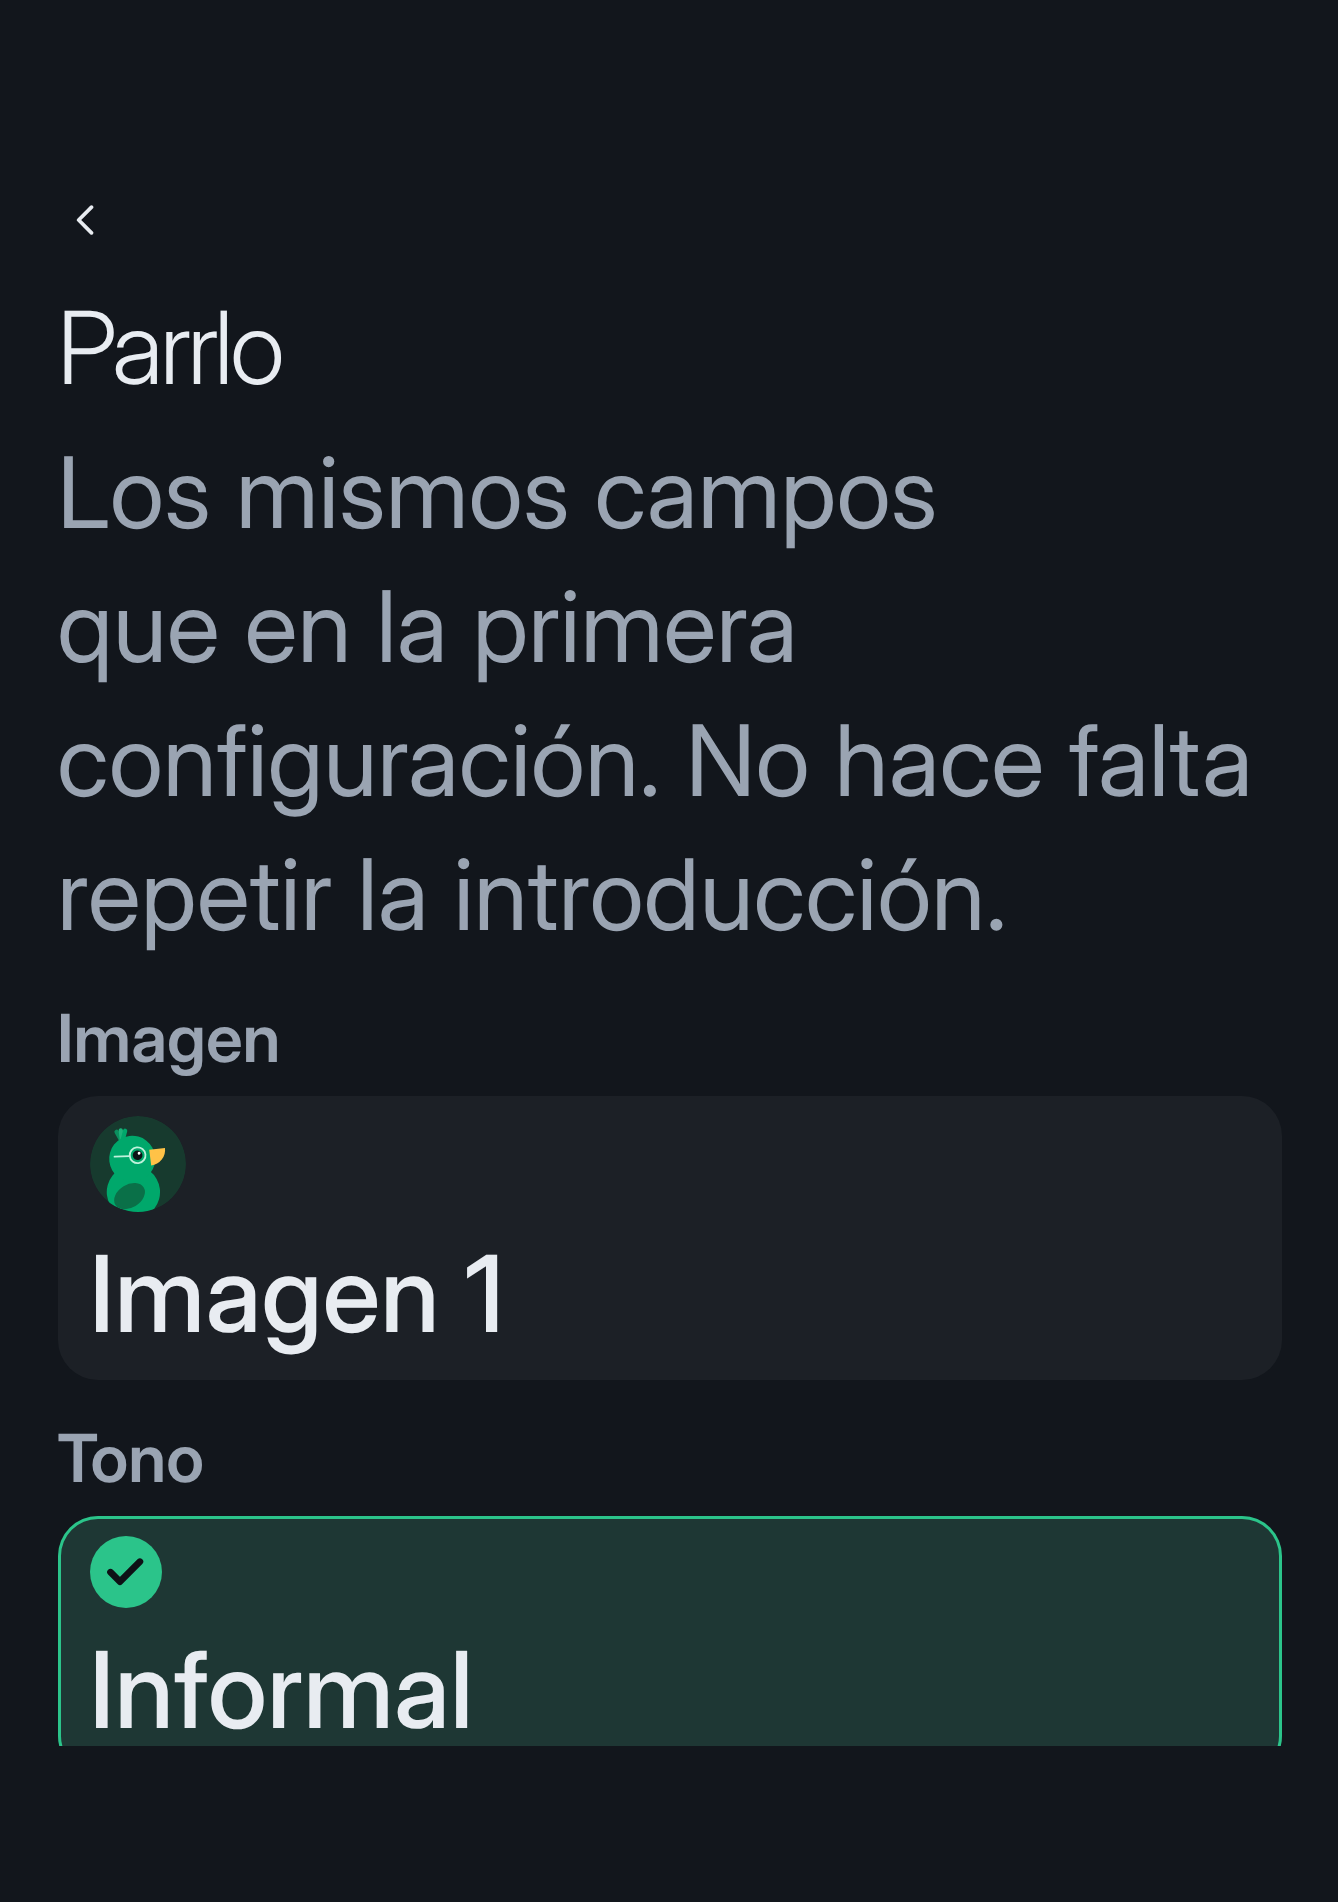 Parrlo
Los mismos campos
que en la primera
configuración. No hace falta
repetir la introducción.
Imagen
Imagen 1
Tono
Informal